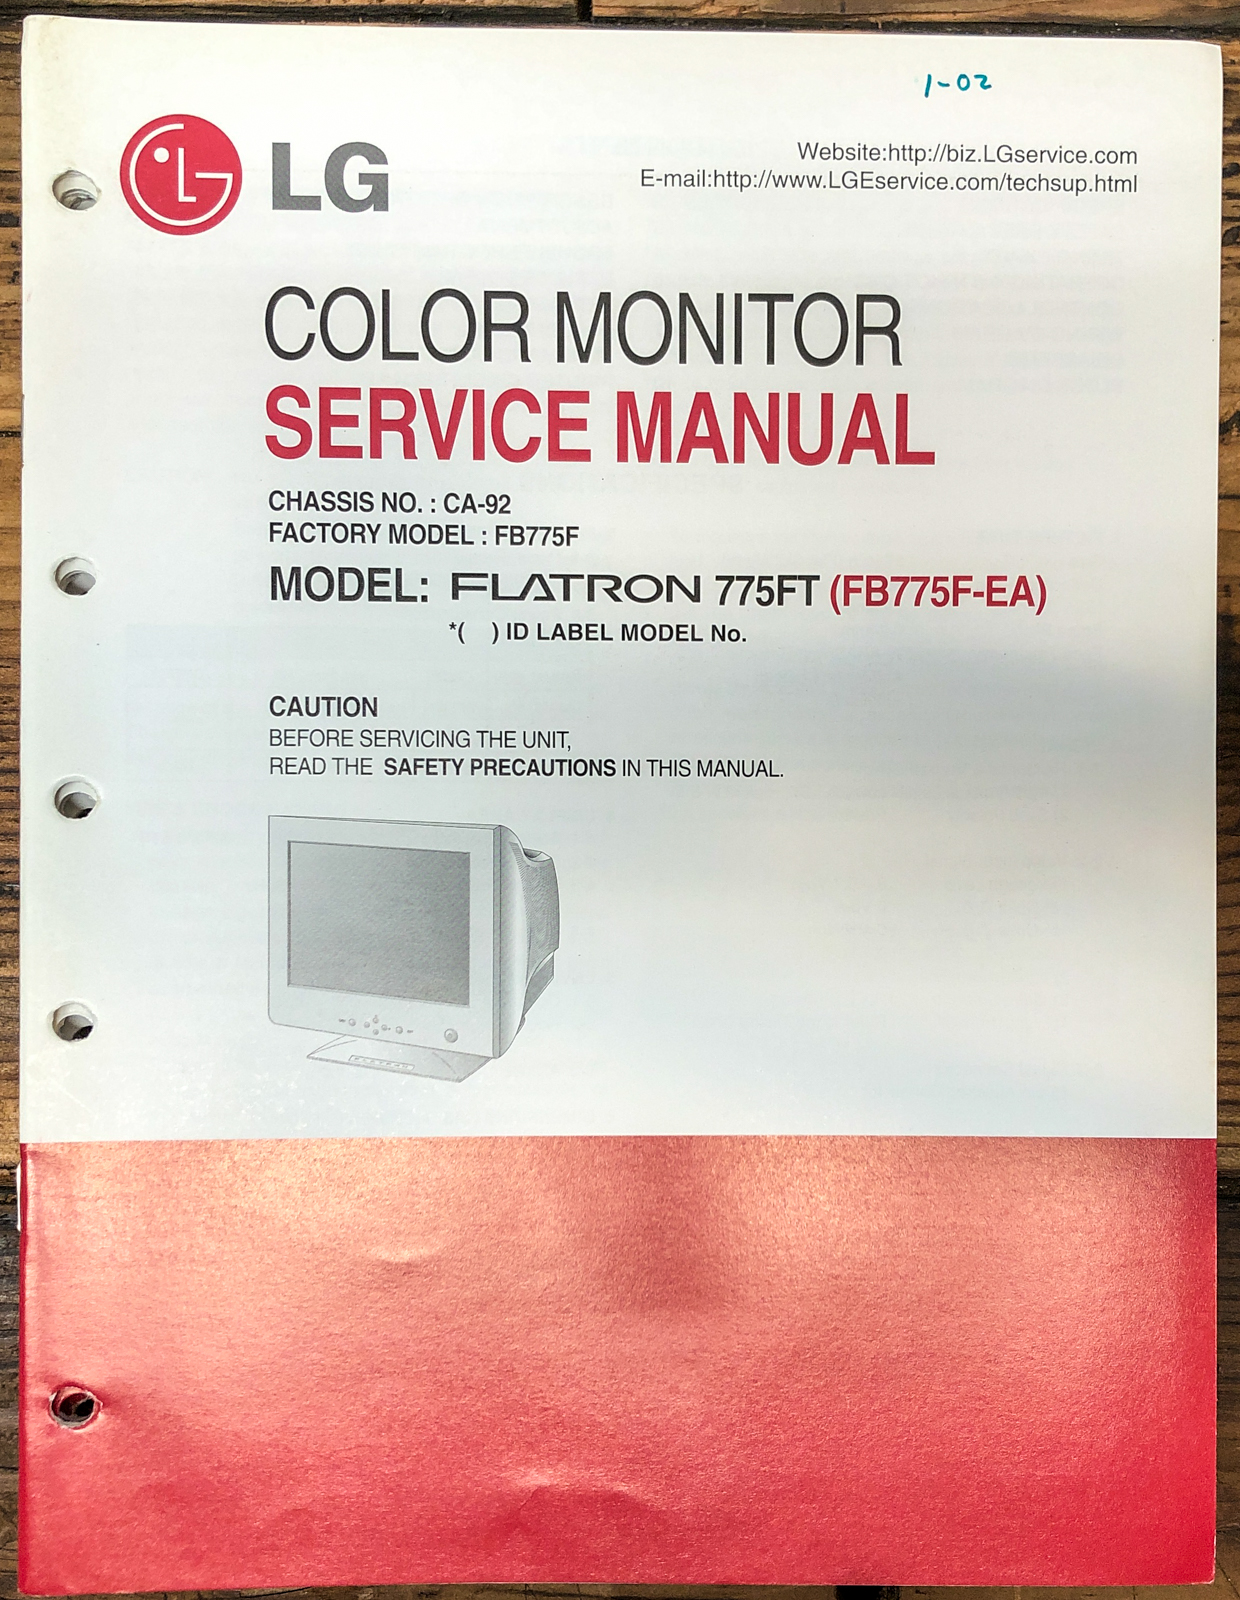 1-02
LG
Website:http://biz.LGservice.com
E-mail:http://www.LGEservice.com/techsup.html
COLOR MONITOR
SERVICE MANUAL
CHASSIS NO. : CA-92
FACTORY MODEL : FB775F
MODEL: FLATRON 775FT (FB775F-EA)
*( ) ID LABEL MODEL No.
CAUTION
BEFORE SERVICING THE UNIT,
READ THE SAFETY PRECAUTIONS IN THIS MANUAL.